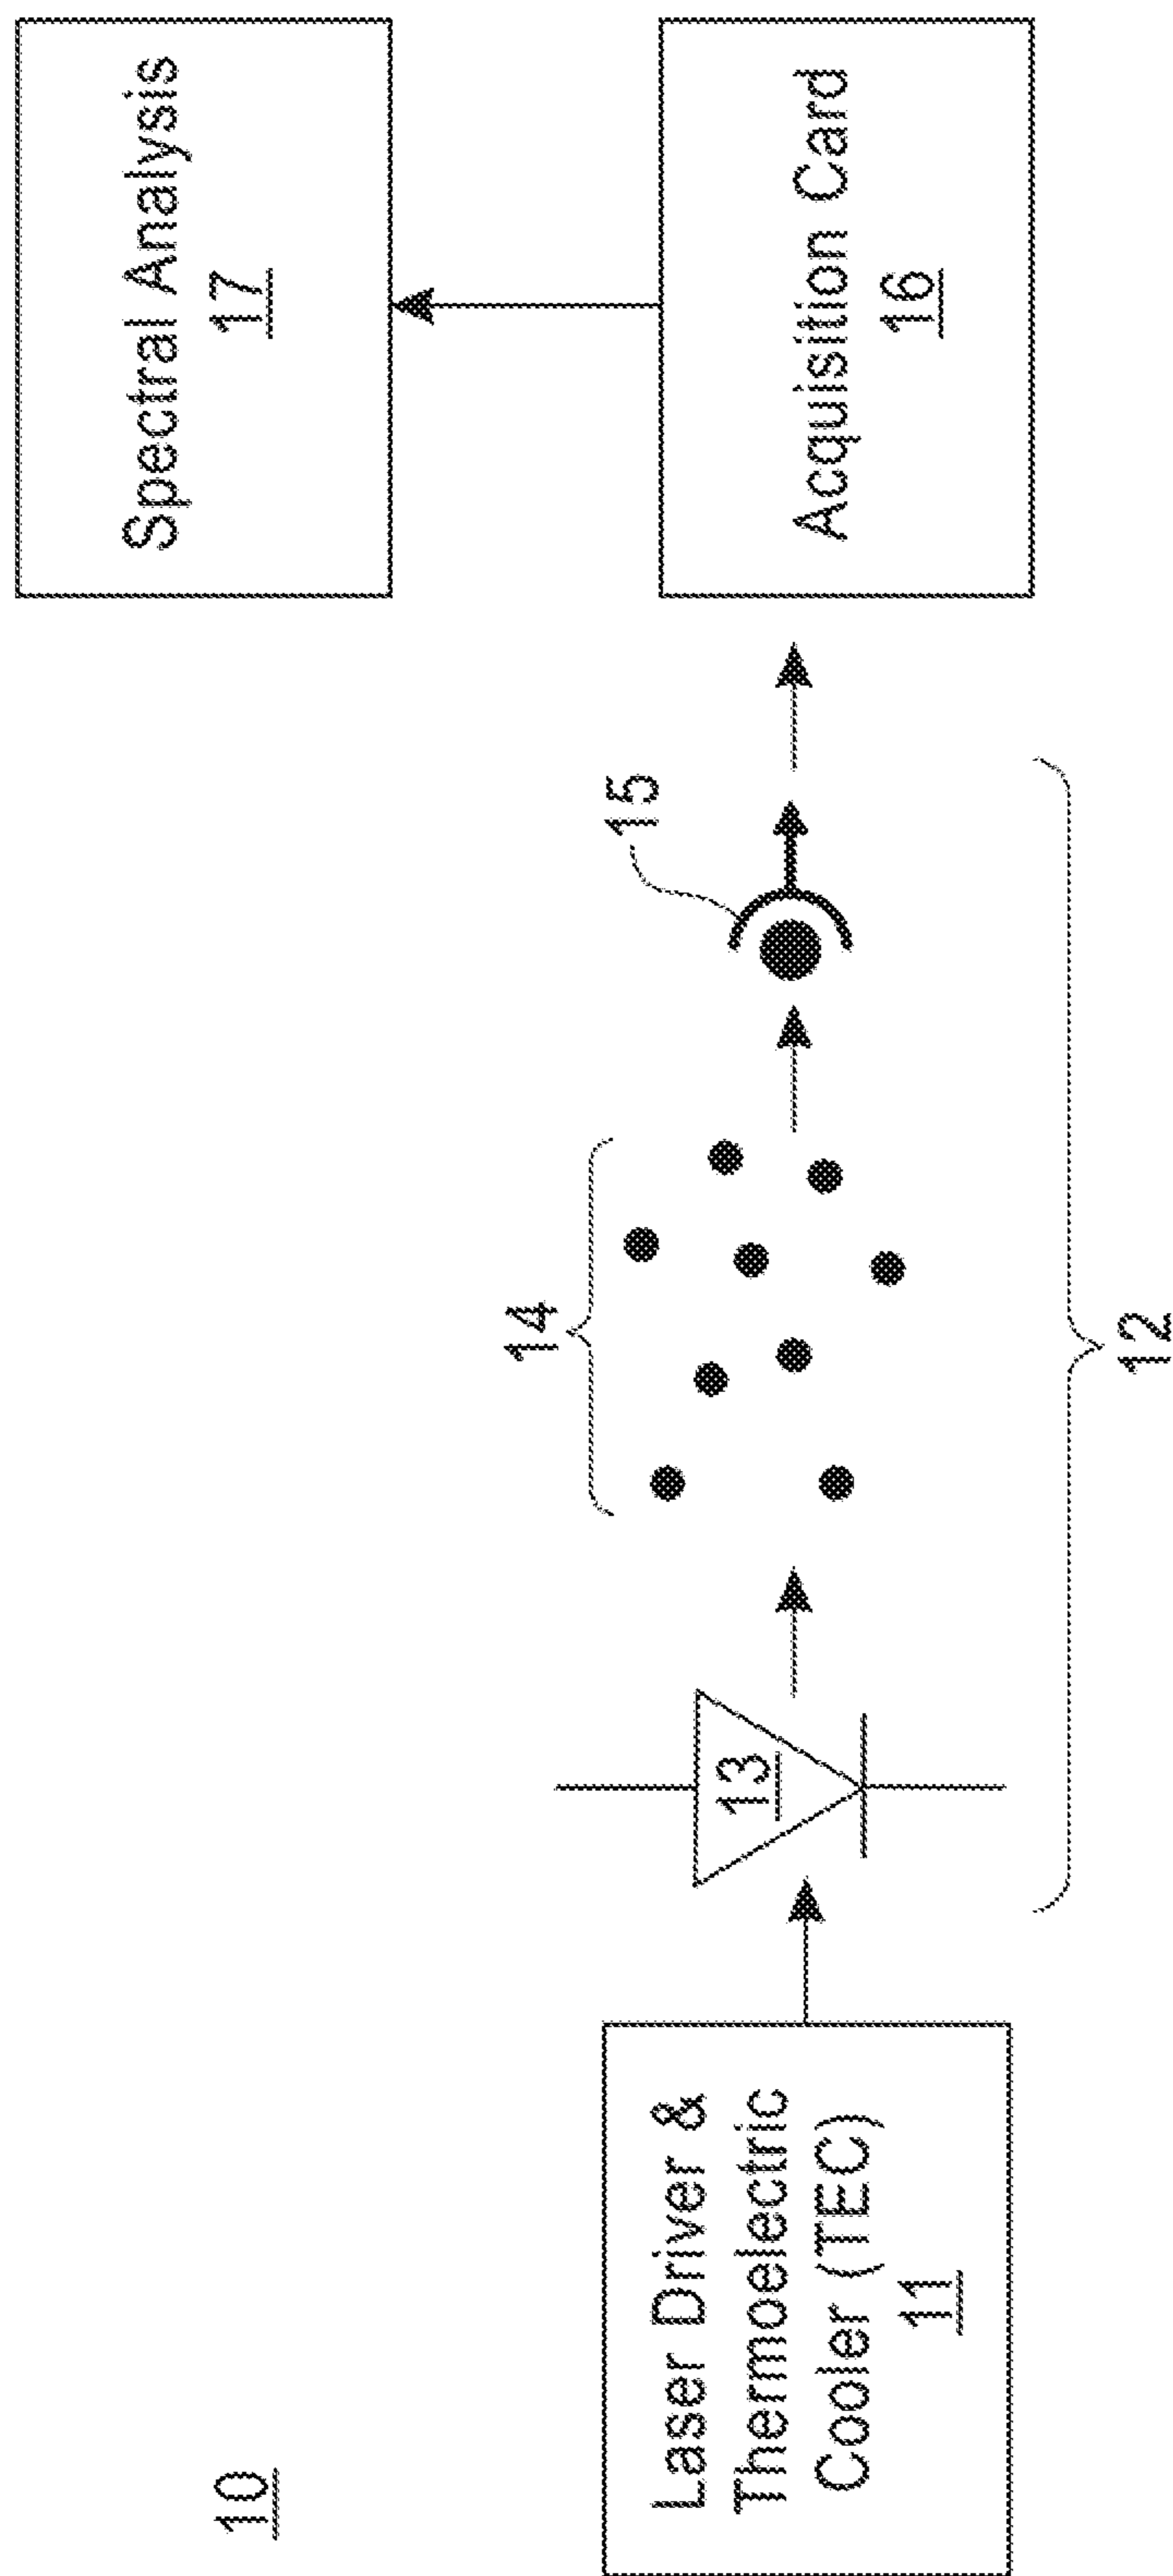 10
Laser Driver &
Thermoelectric
Cooler (TEC)
11
13
14
15
12
Acquisition Card
16
Spectral Analysis
17